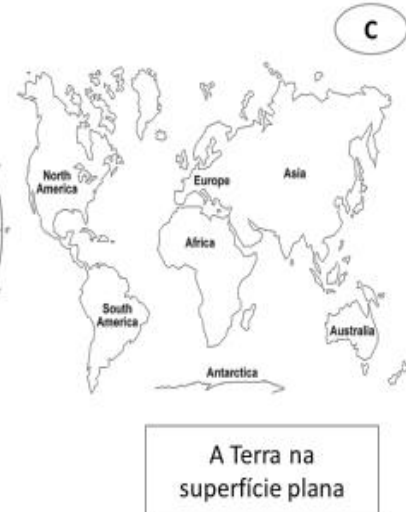 C
North
America
Europe
Asia
Africa
South
America
Australia
Antarctica
A Terra na
superfície plana